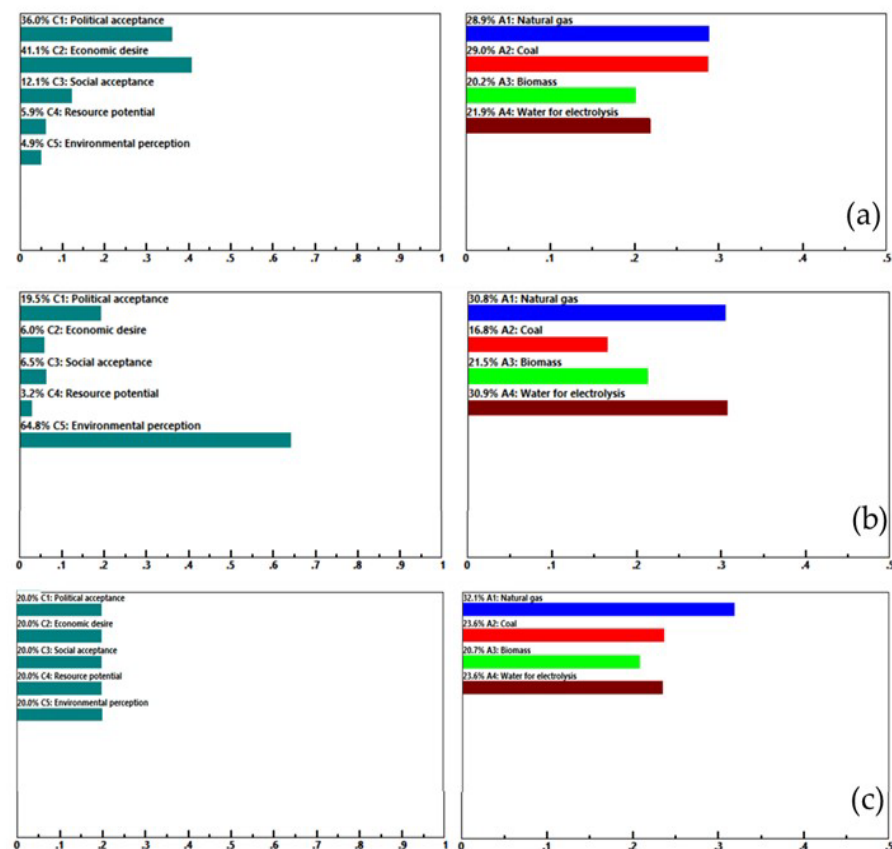 36.0% C1: Political acceptance
41.1% C2: Economic desire
12.1% C3: Social acceptance
5.9% C4: Resource potential
4.9% C5: Environmental perception
0 .1 .2 .3 .4 .5 .6 .7 .8 .9 1
28.9% A1: Natural gas
29.0% A2: Coal
20.2% A3: Biomass
21.9% A4: Water for electrolysis
(a)
0 .1 .2 .3 .4 .5
19.5% C1: Political acceptance
6.0% C2: Economic desire
6.5% C3: Social acceptance
3.2% C4: Resource potential
64.8% C5: Environmental perception
0 .1 .2 .3 .4 .5 .6 .7 .8 .9 1
30.8% A1: Natural gas
16.8% A2: Coal
21.5% A3: Biomass
30.9% A4: Water for electrolysis
(b)
0 .1 .2 .3 .4 .5
20.0% C1: Political acceptance
20.0% C2: Economic desire
20.0% C3: Social acceptance
20.0% C4: Resource potential
20.0% C5: Environmental perception
0 .1 .2 .3 .4 .5 .6 .7 .8 .9 1
32.1% A1: Natural gas
23.6% A2: Coal
20.7% A3: Biomass
23.6% A4: Water for electrolysis
(c)
0 .1 .2 .3 .4 .5